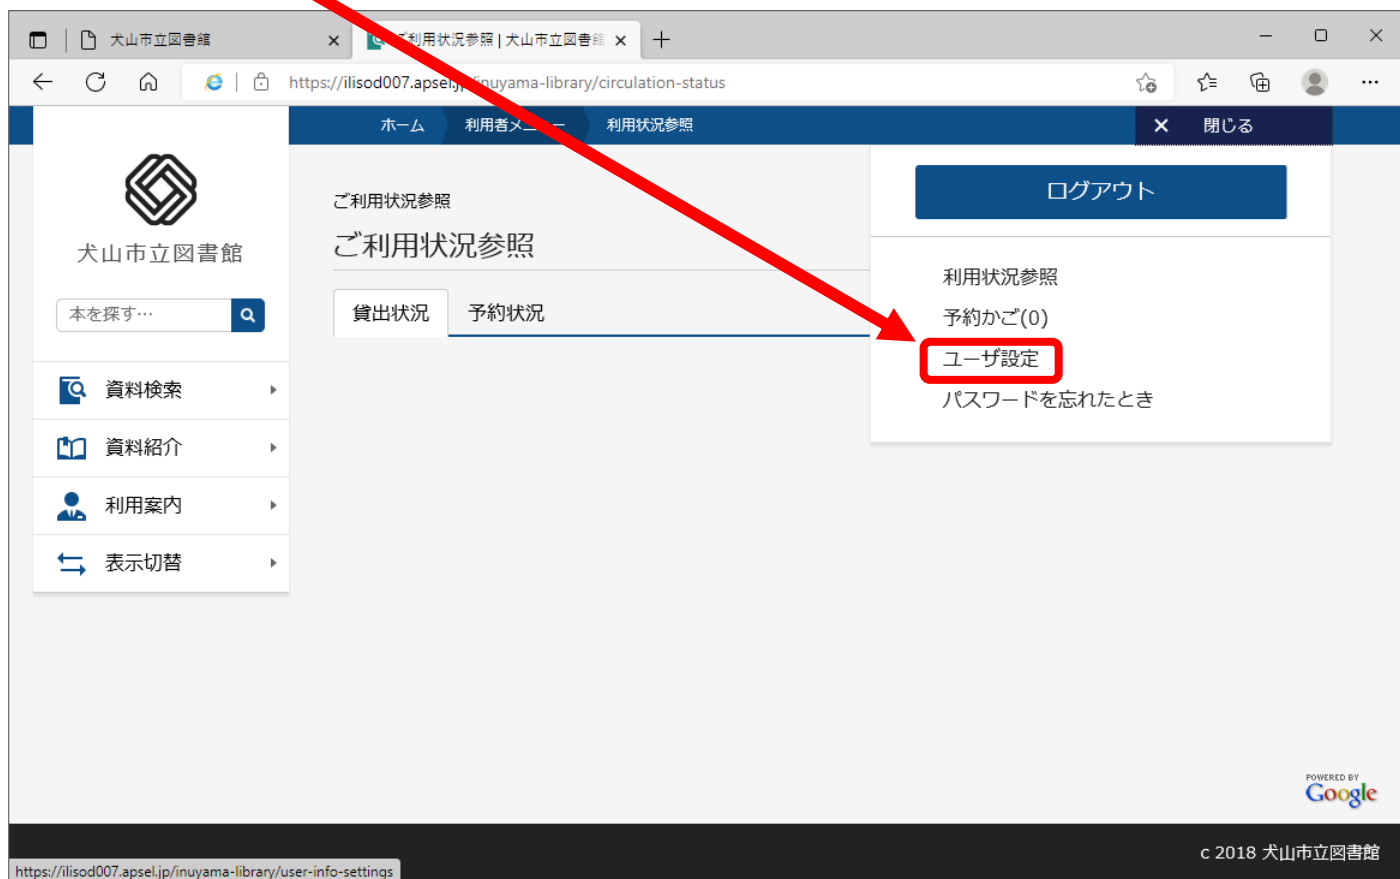 犬山市立図書館
ご利用状況参照 | 犬山市立図書館
https://ilisod007.apsel.jp/inuyama-library/circulation-status
ホーム
利用者メニュー
利用状況参照
閉じる
犬山市立図書館
本を探す…
資料検索
資料紹介
利用案内
表示切替
ご利用状況参照
ご利用状況参照
貸出状況
予約状況
ログアウト
利用状況参照
予約かご(0)
ユーザ設定
パスワードを忘れたとき
POWERED BY
Google
c 2018 犬山市立図書館
https://ilisod007.apsel.jp/inuyama-library/user-info-settings